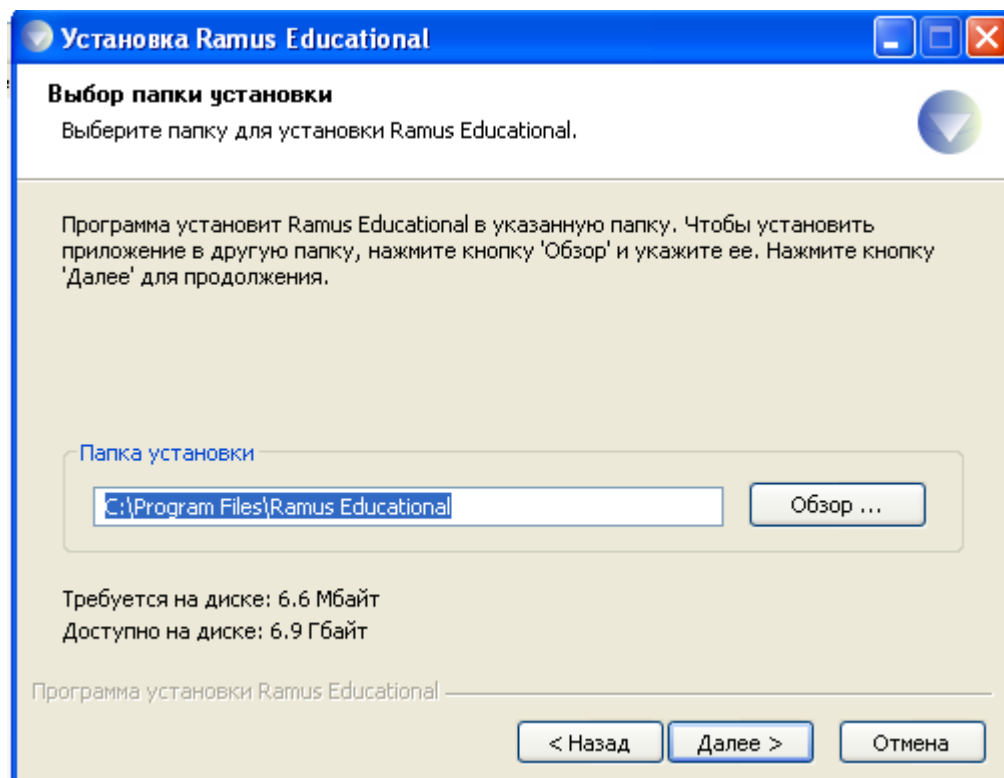 Установка Ramus Educational
Выбор папки установки
Выберите папку для установки Ramus Educational.
Программа установит Ramus Educational в указанную папку. Чтобы установить
приложение в другую папку, нажмите кнопку 'Обзор' и укажите ее. Нажмите кнопку
'Далее' для продолжения.
Папка установки
C:\Program Files\Ramus Educational
Обзор ...
Требуется на диске: 6.6 Мбайт
Доступно на диске: 6.9 Гбайт
Программа установки Ramus Educational
< Назад
Далее >
Отмена